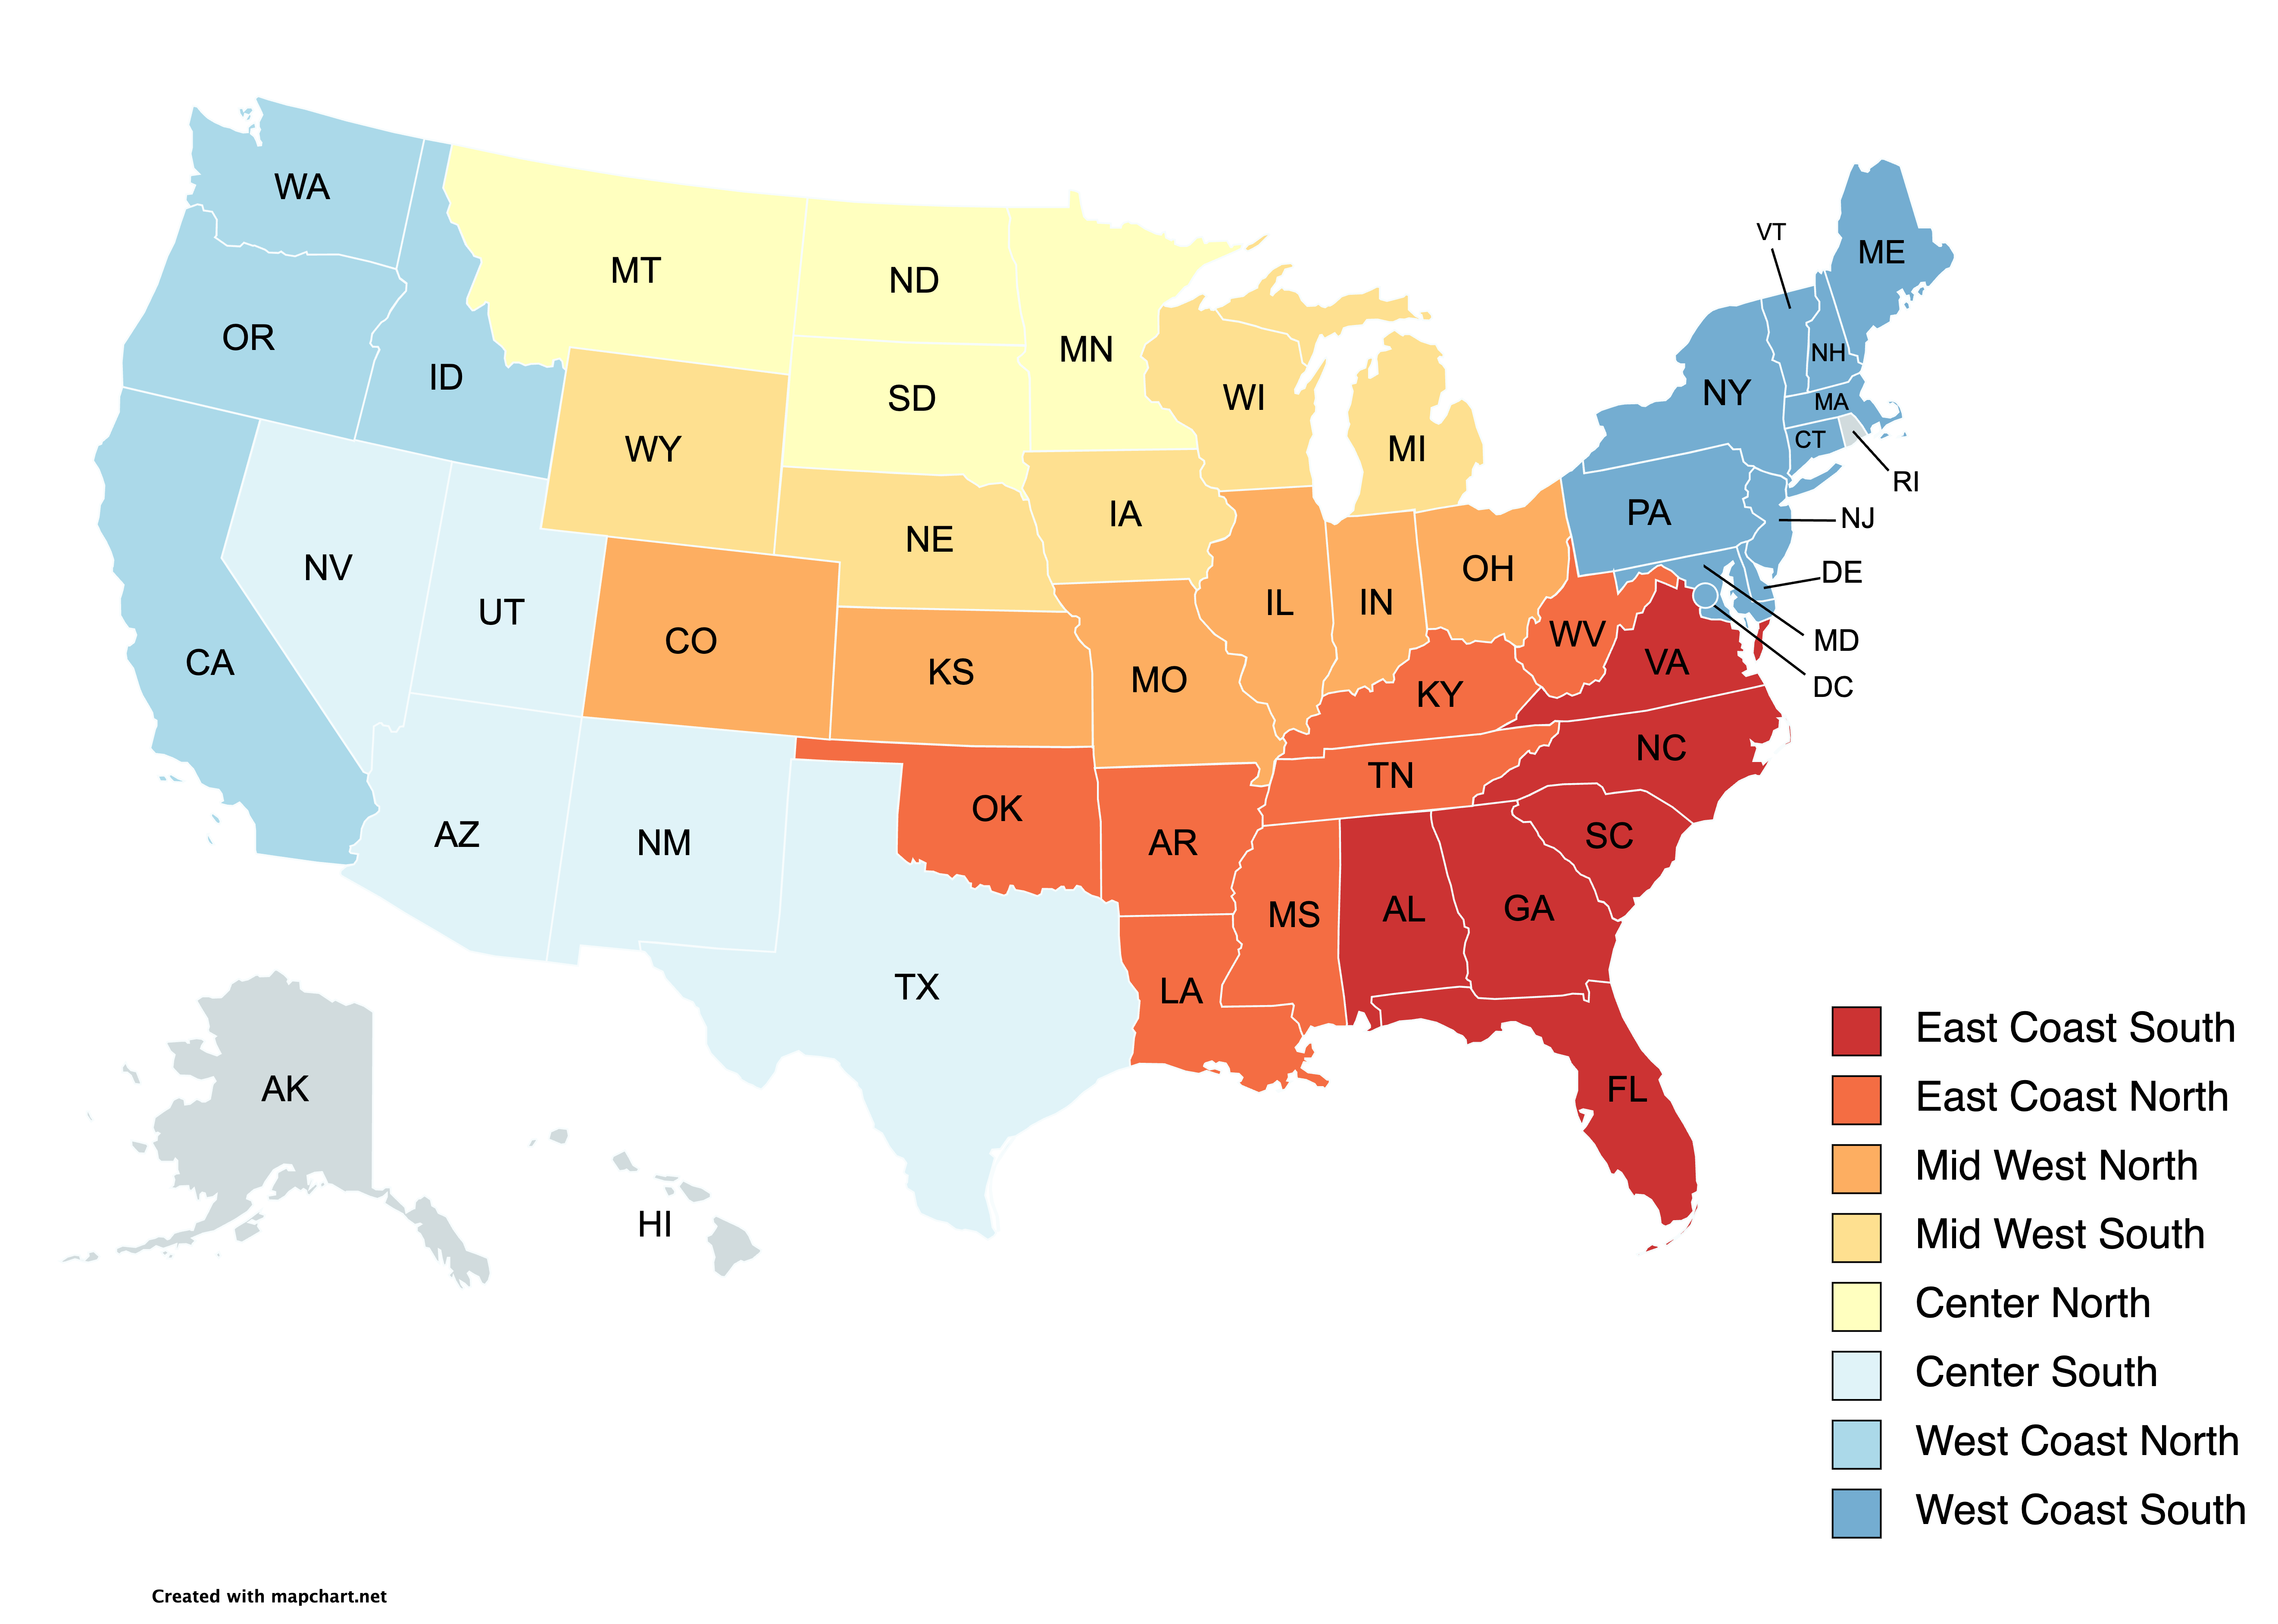 WA
VT
ME
MT
ND
OR
MN
NH
ID
NY
SD
WI
MA
CT
WY
MI
RI
IA
PA
NJ
NE
NV
OH
DE
IL
IN
UT
WV
CO
MD
CA
VA
KS
MO
DC
KY
NC
TN
OK
AZ
NM
AR
SC
MS
AL
GA
TX
LA
AK
FL
HI
East Coast South
East Coast North
Mid West North
Mid West South
Center North
Center South
West Coast North
West Coast South
Created with mapchart.net